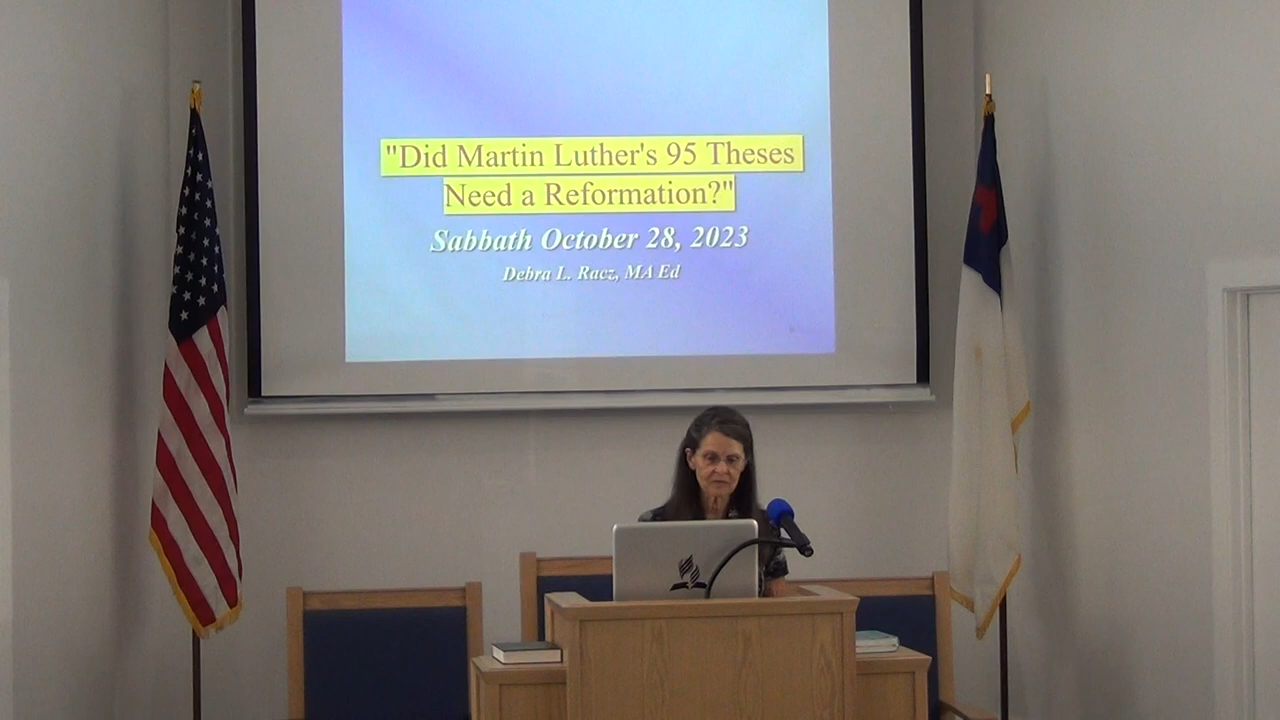 "Did Martin Luther's 95 Theses
Need a Reformation?"
Sabbath October 28, 2023
Debra L. Racz, MA Ed